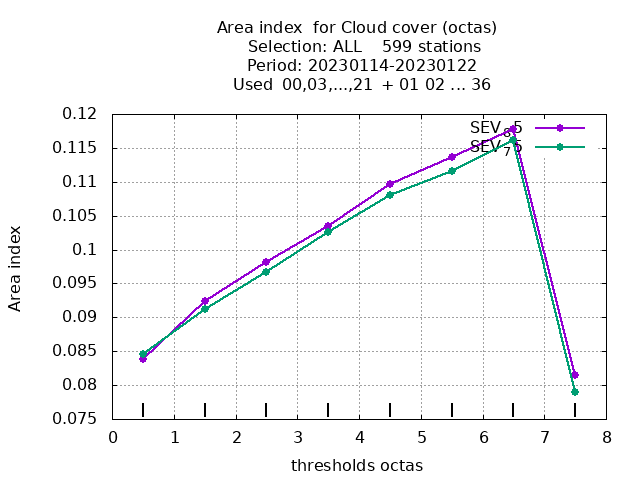 Area index for Cloud cover (octas)
Selection: ALL 599 stations
Period: 20230114-20230122
Used 00,03,...,21 + 01 02 ... 36
SEV_85
SEV_75
0.12
0.115
0.11
0.105
0.1
0.095
0.09
0.085
0.08
0.075
0 1 2 3 4 5 6 7 8
Area index
thresholds octas